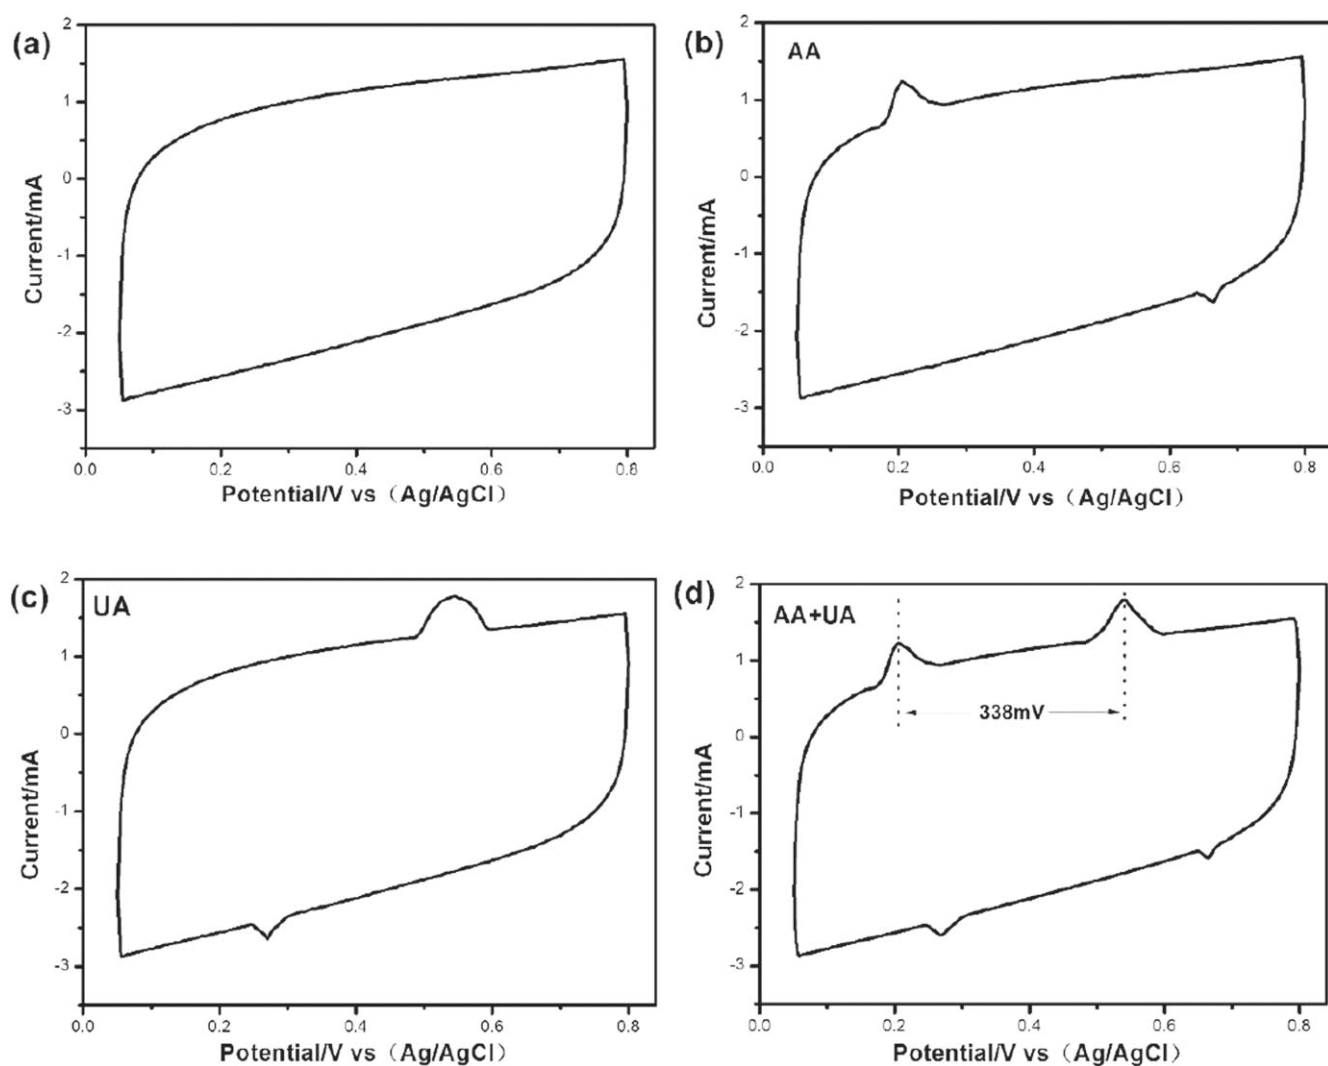 (a)
2
1
0
-1
-2
-3
Current/mA
0.0 0.2 0.4 0.6 0.8
Potential/V vs（Ag/AgCl）
(b)
AA
2
1
0
-1
-2
-3
Current/mA
0.0 0.2 0.4 0.6 0.8
Potential/V vs（Ag/AgCl）
(c)
UA
2
1
0
-1
-2
-3
Current/mA
0.0 0.2 0.4 0.6 0.8
Potential/V vs（Ag/AgCl）
(d)
AA+UA
338mV
2
1
0
-1
-2
-3
Current/mA
0.0 0.2 0.4 0.6 0.8
Potential/V vs（Ag/AgCl）